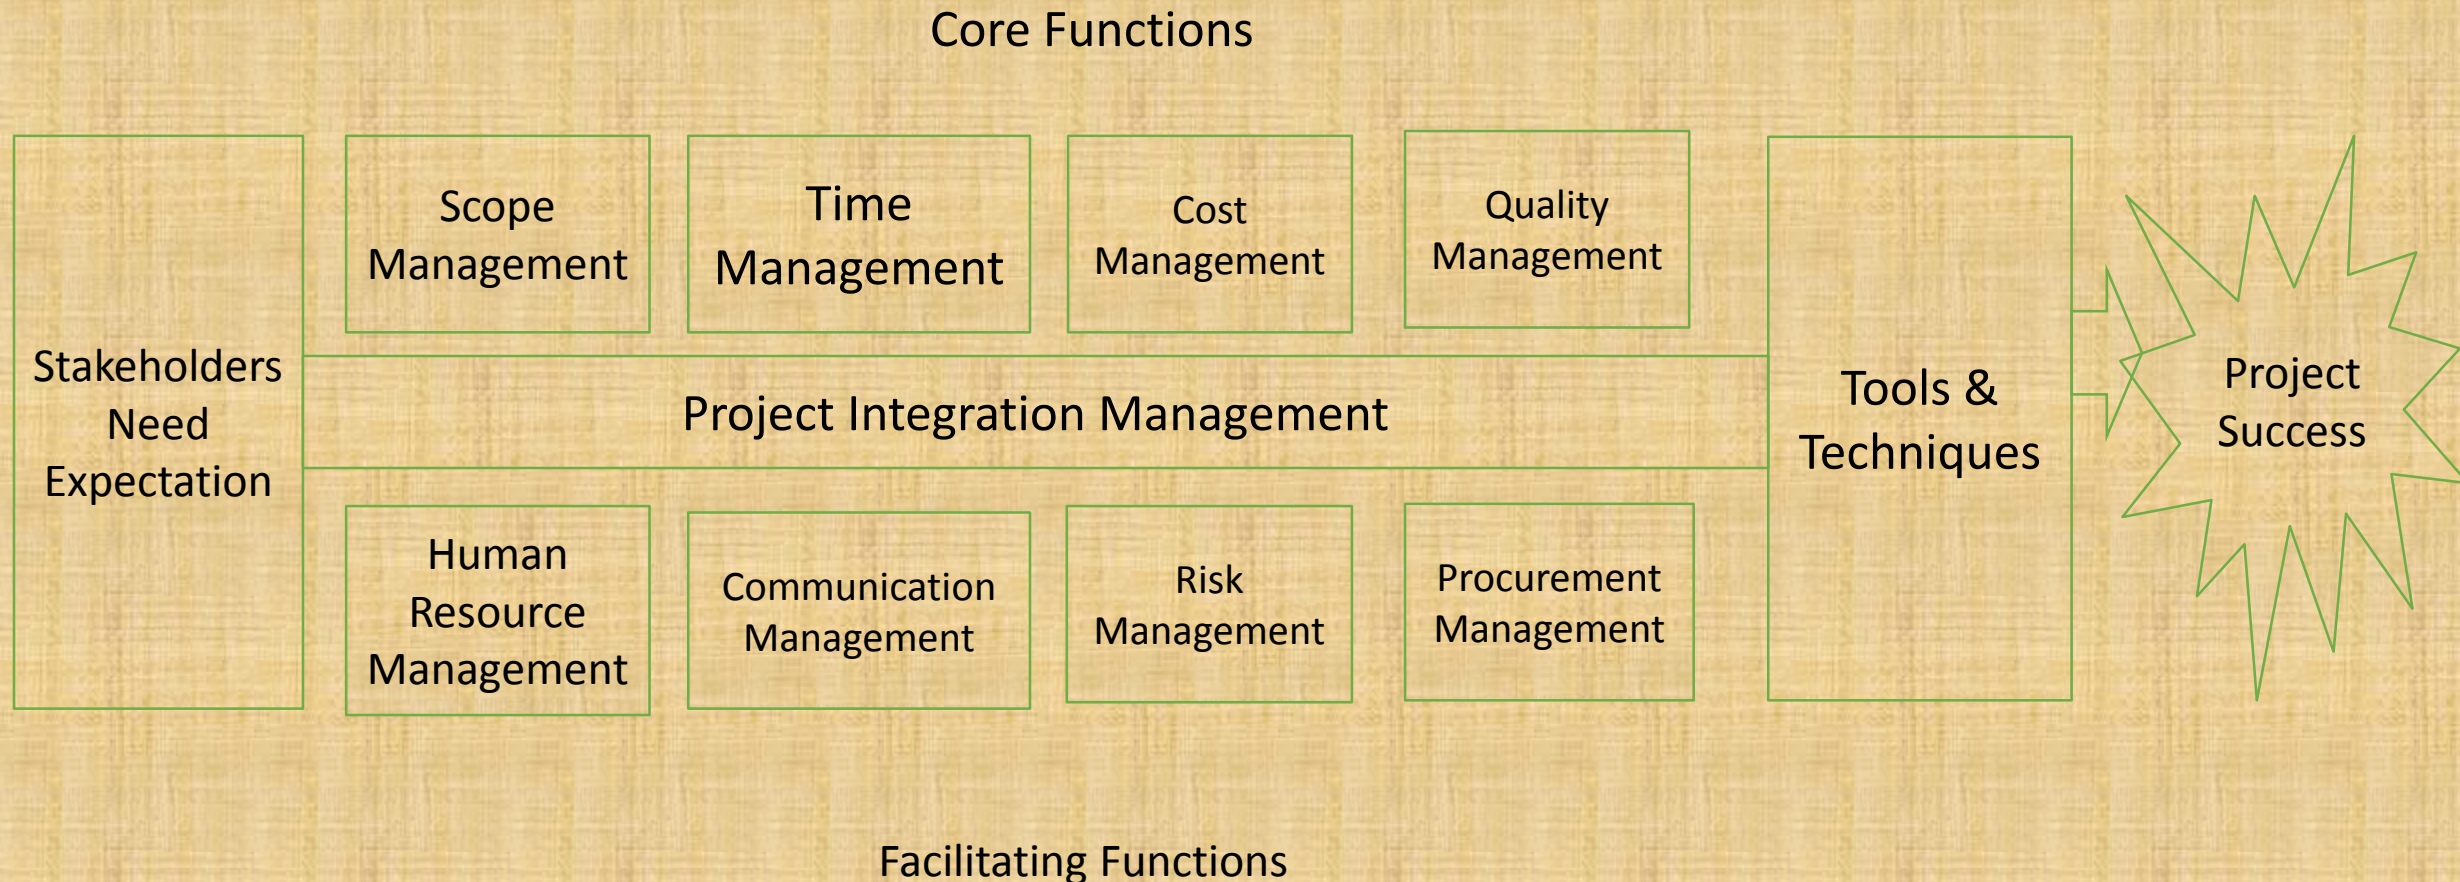 Core Functions
Scope
Management
Time
Management
Cost
Management
Quality
Management
Stakeholders
Need
Expectation
Project Integration Management
Tools &
Techniques
Project
Success
Human
Resource
Management
Communication
Management
Risk
Management
Procurement
Management
Facilitating Functions